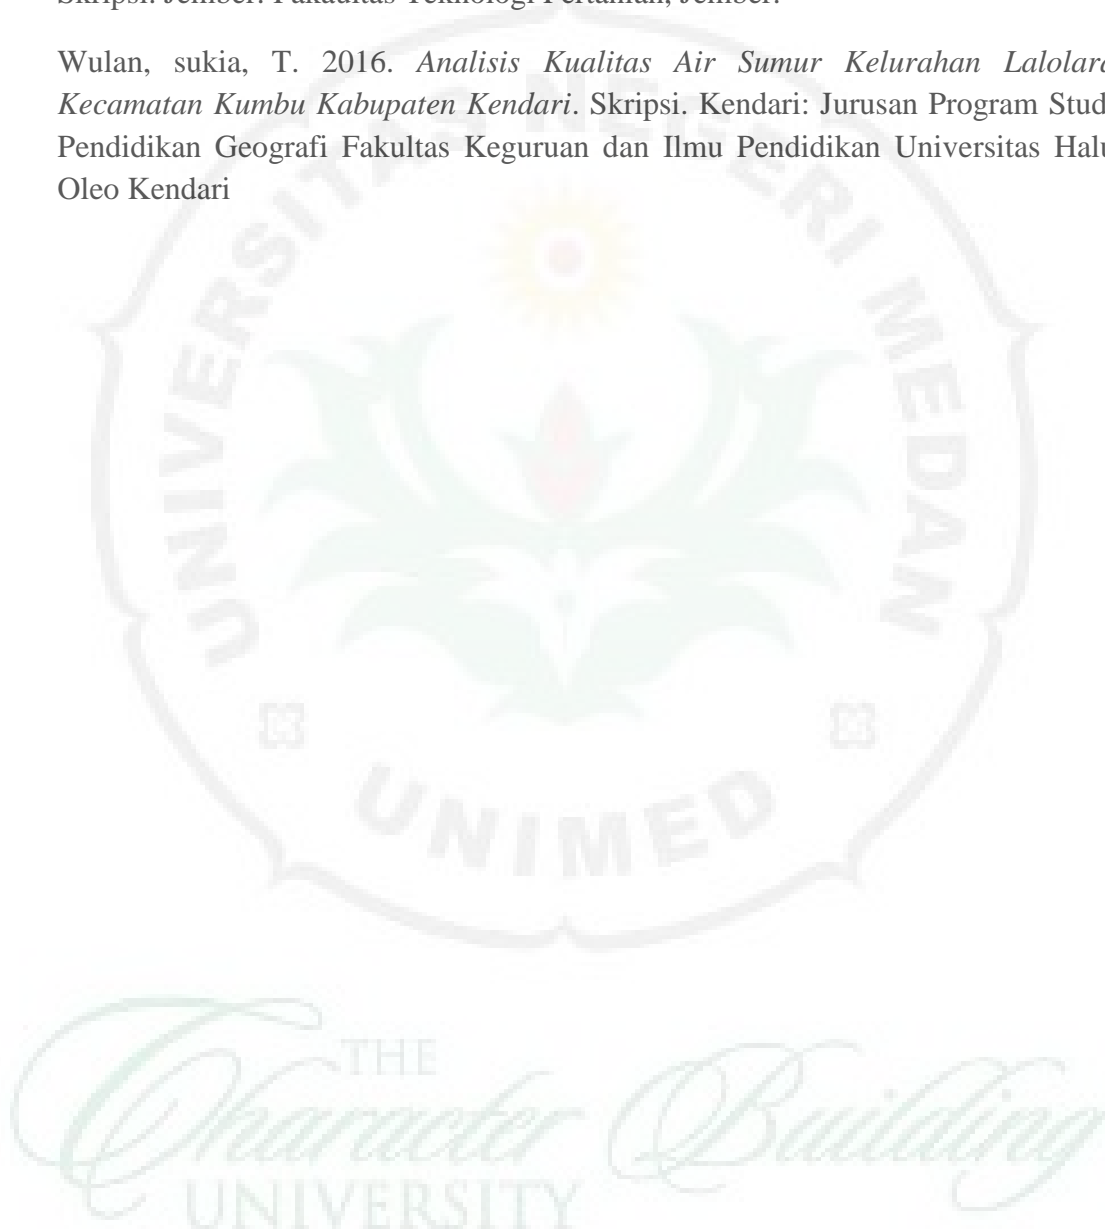 Skripsi. Jember: Fakaultas Teknologi Pertanian, Jember.
Wulan, sukia, T. 2016. Analisis Kualitas Air Sumur Kelurahan Lalolara
Kecamatan Kumbu Kabupaten Kendari. Skripsi. Kendari: Jurusan Program Stud
Pendidikan Geografi Fakultas Keguruan dan Ilmu Pendidikan Universitas Halu
Oleo Kendari
UNIVERSITAS NEGERI MEDAN
UNIMED
THE
Character Building
UNIVERSITY